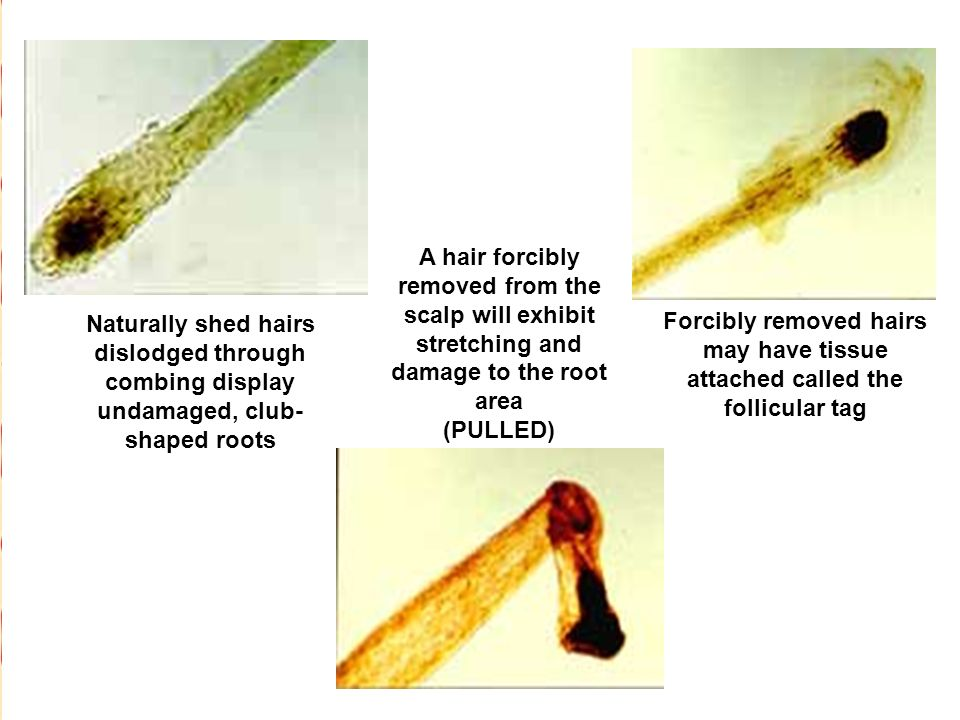 Naturally shed hairs
dislodged through
combing display
undamaged, club-
shaped roots
A hair forcibly
removed from the
scalp will exhibit
stretching and
damage to the root
area
(PULLED)
Forcibly removed hairs
may have tissue
attached called the
follicular tag